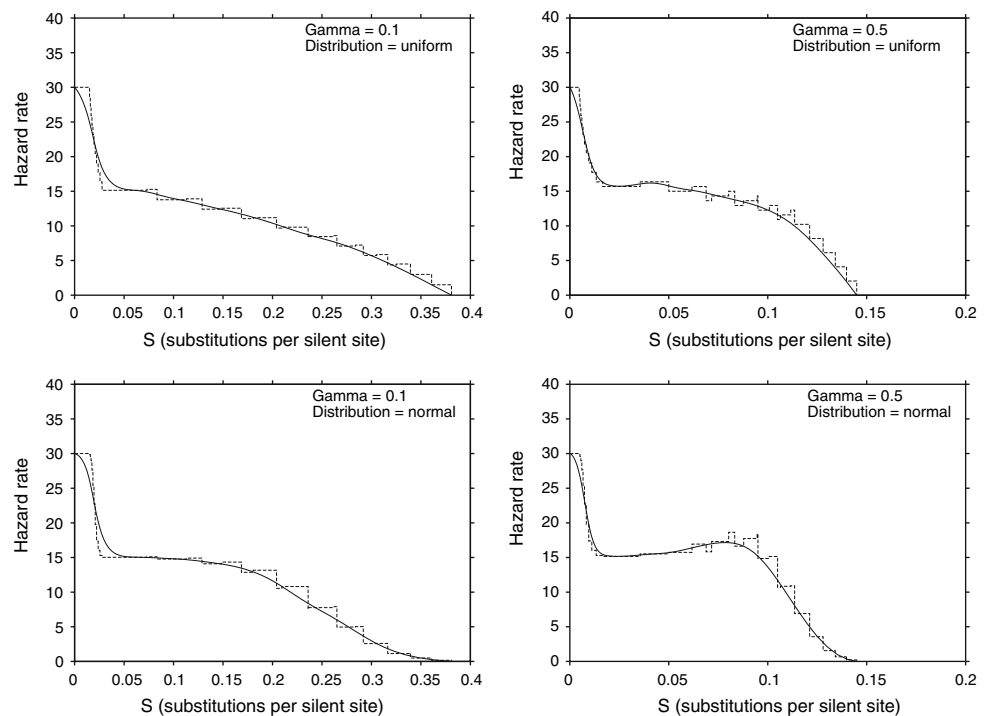 Gamma = 0.1
Distribution = uniform
Hazard rate
40
35
30
25
20
15
10
5
0
0 0.05 0.1 0.15 0.2 0.25 0.3 0.35 0.4
S (substitutions per silent site)
Gamma = 0.5
Distribution = uniform
Hazard rate
40
35
30
25
20
15
10
5
0
0 0.05 0.1 0.15 0.2
S (substitutions per silent site)
Gamma = 0.1
Distribution = normal
Hazard rate
40
35
30
25
20
15
10
5
0
0 0.05 0.1 0.15 0.2 0.25 0.3 0.35 0.4
S (substitutions per silent site)
Gamma = 0.5
Distribution = normal
Hazard rate
40
35
30
25
20
15
10
5
0
0 0.05 0.1 0.15 0.2
S (substitutions per silent site)